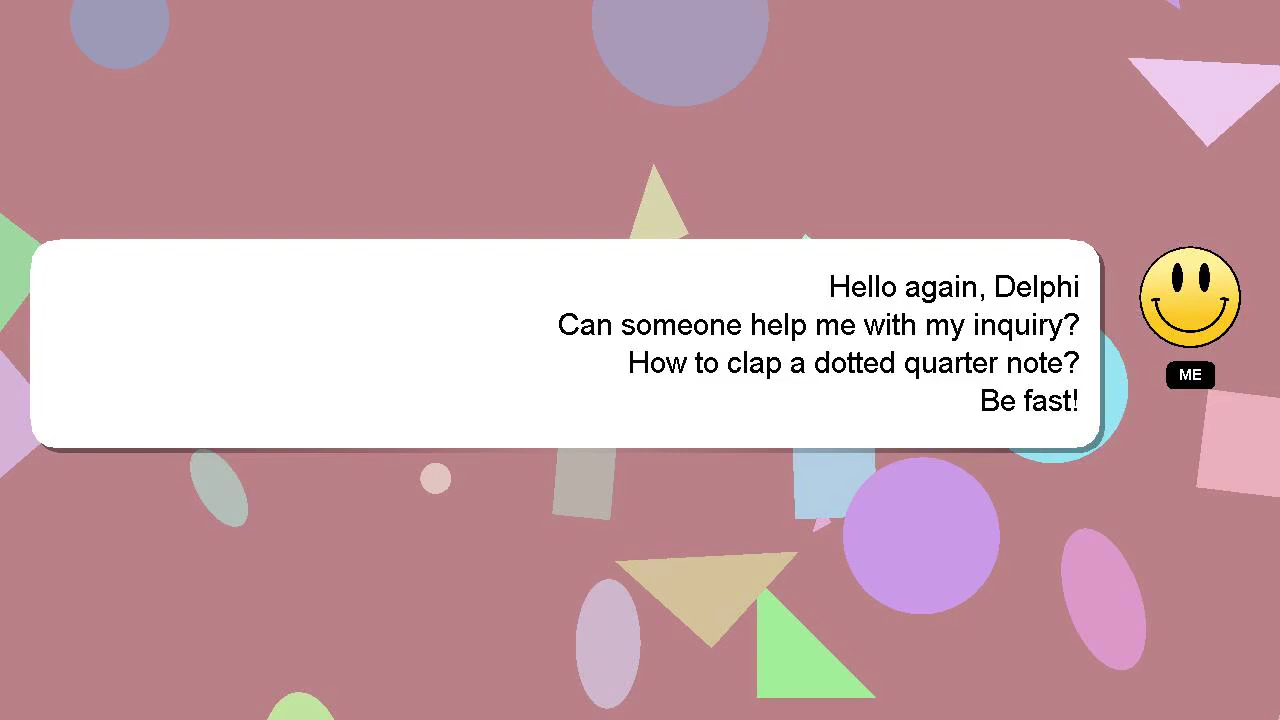 Hello again, Delphi
Can someone help me with my inquiry?
How to clap a dotted quarter note?
Be fast!
ME